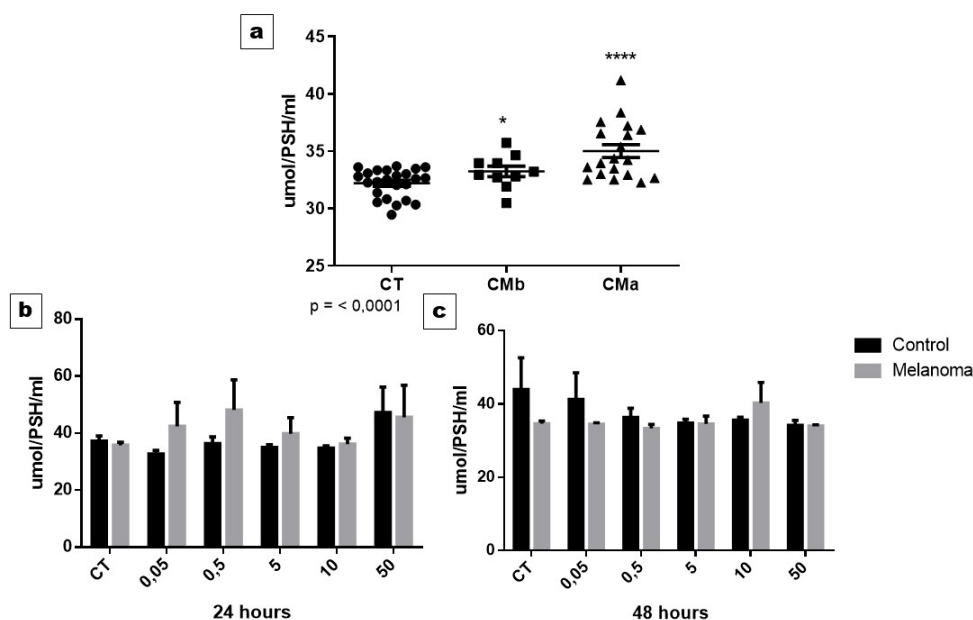 a
umol/PSH/ml
45
40
35
30
25
*
****
CT
CMb
CMa
p = < 0,0001
b
umol/PSH/ml
80
60
40
20
0
CT
0,05
0,5
5
10
50
24 hours
c
umol/PSH/ml
60
40
20
0
CT
0,05
0,5
5
10
50
48 hours
Control
Melanoma